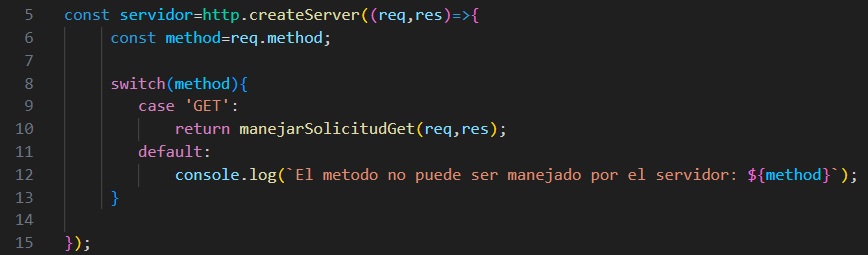 5 const servidor=http.createServer((req,res)=>{
6 const method=req.method;
7
8 switch(method){
9 case 'GET':
10 return manejarSolicitudGet(req,res);
11 default:
12 console.log(`El metodo no puede ser manejado por el servidor: ${method}`);
13 }
14
15 });